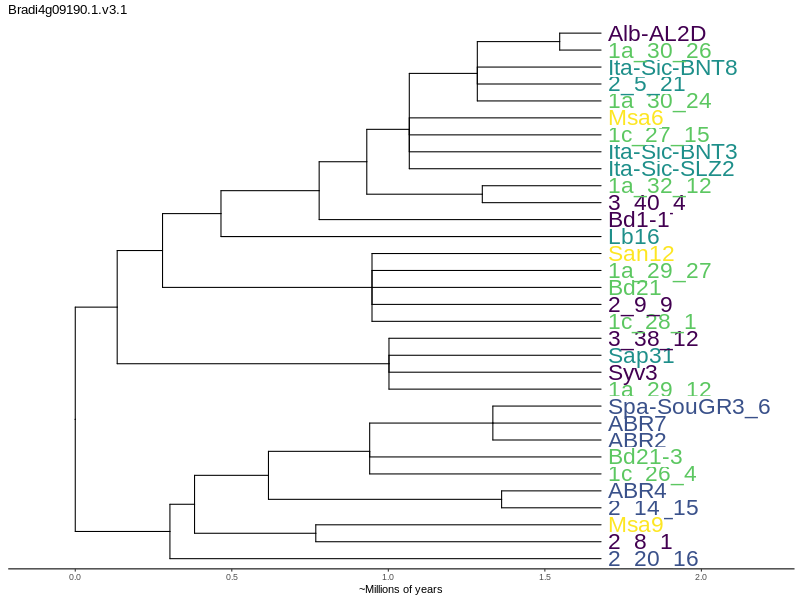 Bradi4g09190.1.v3.1
Alb-AL2D
1a_30_26
Ita-Sic-BNT8
2_5_21
1a_30_24
Msa6
1c_27_15
Ita-Sic-BNT3
Ita-Sic-SLZ2
1a_32_12
3_40_4
Bd1-1
Lb16
San12
1a_29_27
Bd21
2_9_9
1c_28_1
3_38_12
Sap31
Syv3
1a_29_12
Spa-SouGR3_6
ABR7
ABR2
Bd21-3
1c_26_4
ABR4
2_14_15
Msa9
2_8_1
2_20_16
0.0 0.5 1.0 1.5 2.0
~Millions of years